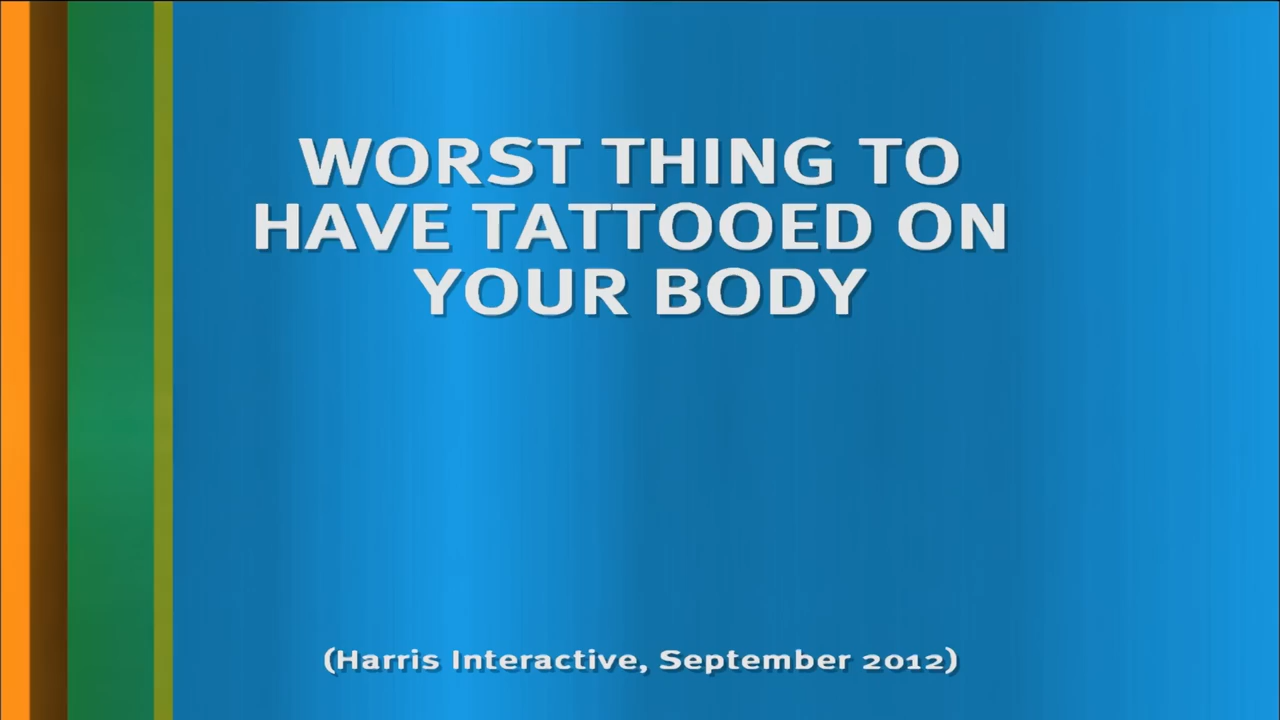 WORST THING TO
HAVE TATTOOED ON
YOUR BODY
(Harris Interactive, September 2012)